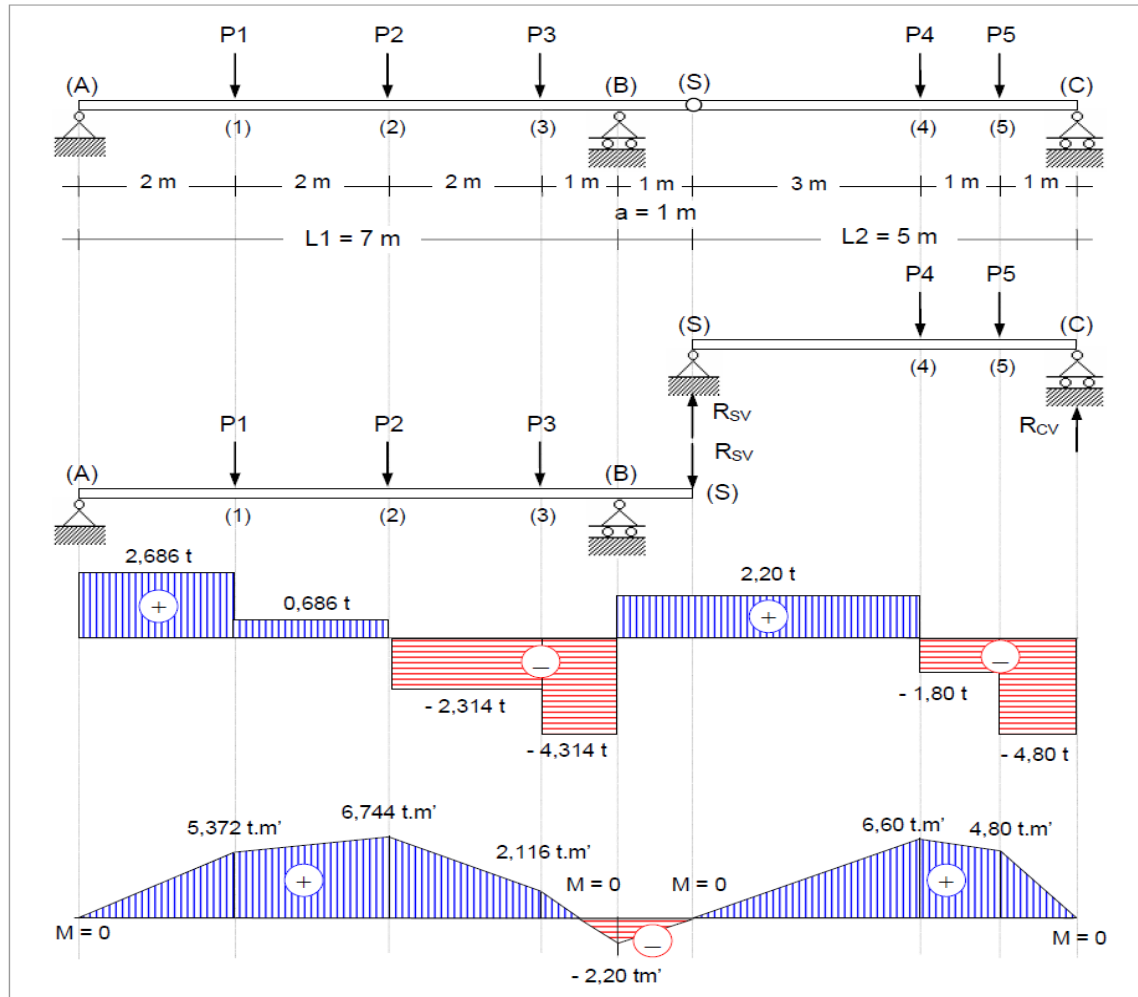 P1 P2 P3 P4 P5
(A) (B) (S) (C)
(1) (2) (3) (4) (5)
2 m 2 m 2 m 1 m 1 m 3 m 1 m 1 m
a = 1 m
L1 = 7 m L2 = 5 m
P4 P5
(S) (C)
(4) (5)
RSV RCV
P1 P2 P3 RSV
(A) (B) (S)
(1) (2) (3)
2,686 t 2,20 t
+ 0,686 t +
— —
- 2,314 t - 1,80 t
- 4,314 t - 4,80 t
6,744 t.m’ 6,60 t.m’
5,372 t.m’ 4,80 t.m’
2,116 t.m’
+ M = 0 M = 0 +
M = 0 — M = 0
- 2,20 tm’